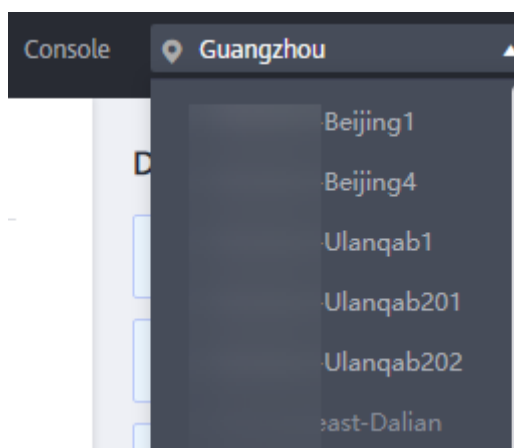 Console Guangzhou
D
-Beijing1
-Beijing4
-Ulanqab1
-Ulanqab201
-Ulanqab202
east-Dalian